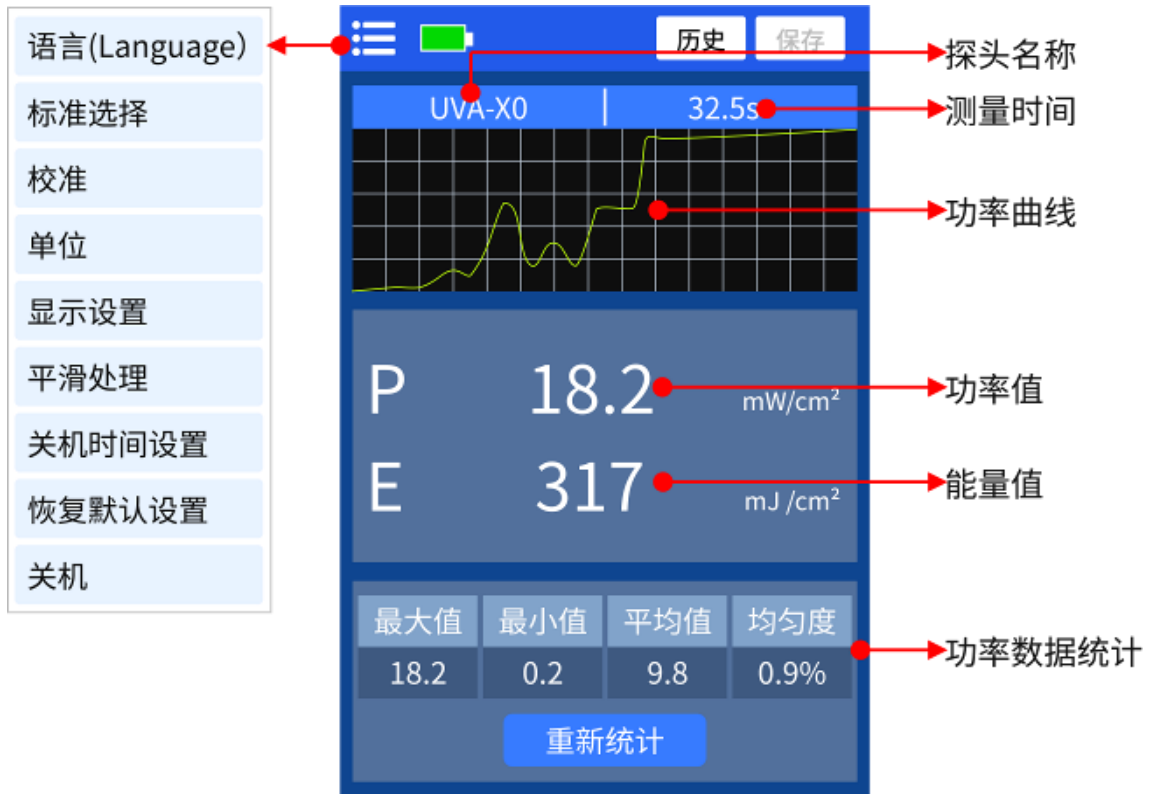 语言(Language）
标准选择
校准
单位
显示设置
平滑处理
关机时间设置
恢复默认设置
关机
历史
保存
UVA-X0
32.5s
P
18.2
mW/cm²
E
317
mJ/cm²
最大值
最小值
平均值
均匀度
18.2
0.2
9.8
0.9%
重新统计
探头名称
测量时间
功率曲线
功率值
能量值
功率数据统计